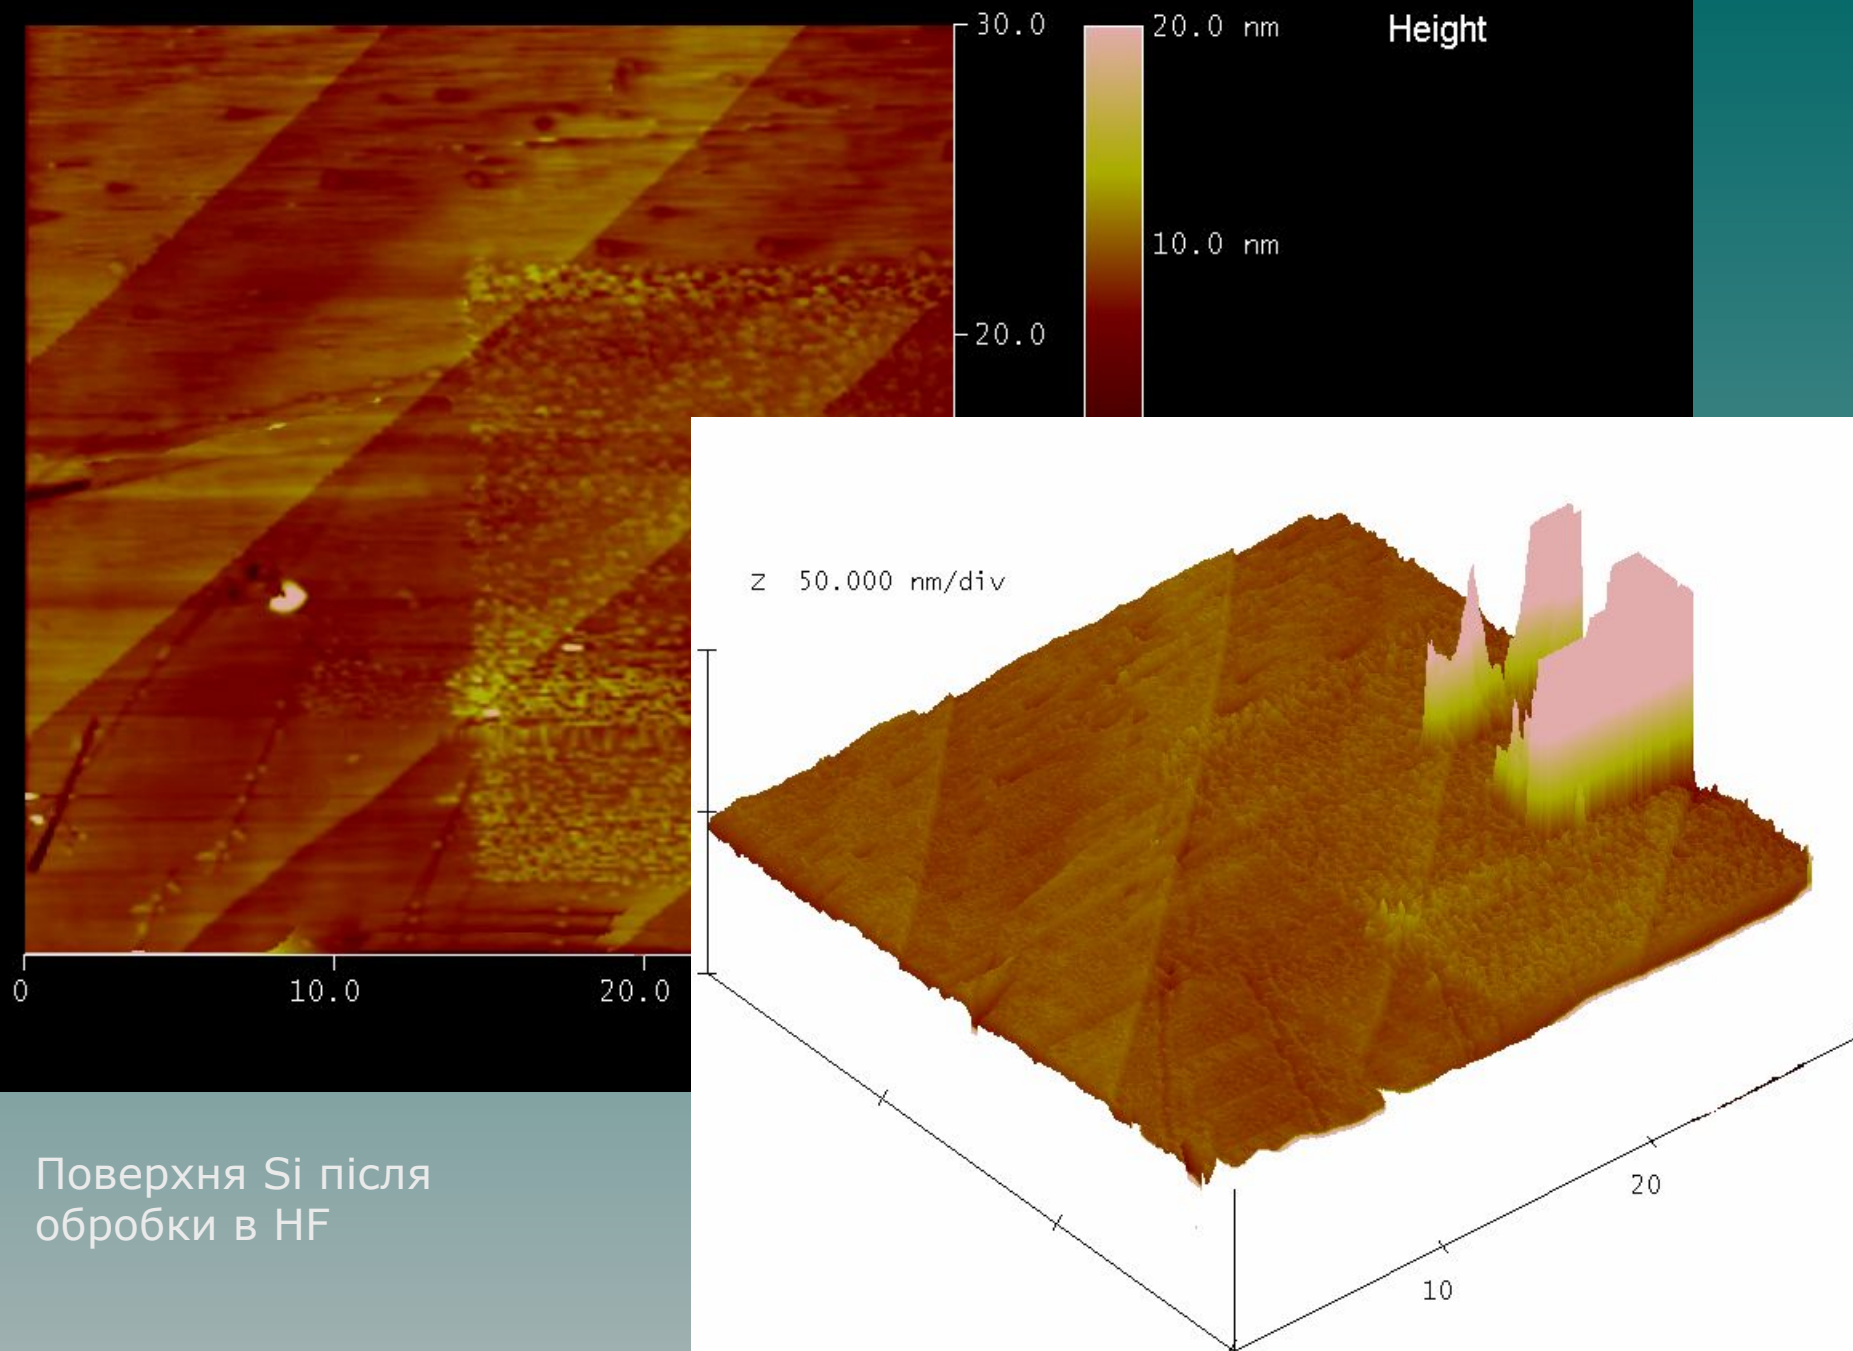 30.0
20.0 nm
Height
10.0 nm
20.0
z 50.000 nm/div
0
10.0
20.0
20
10
Поверхня Si після
обробки в HF